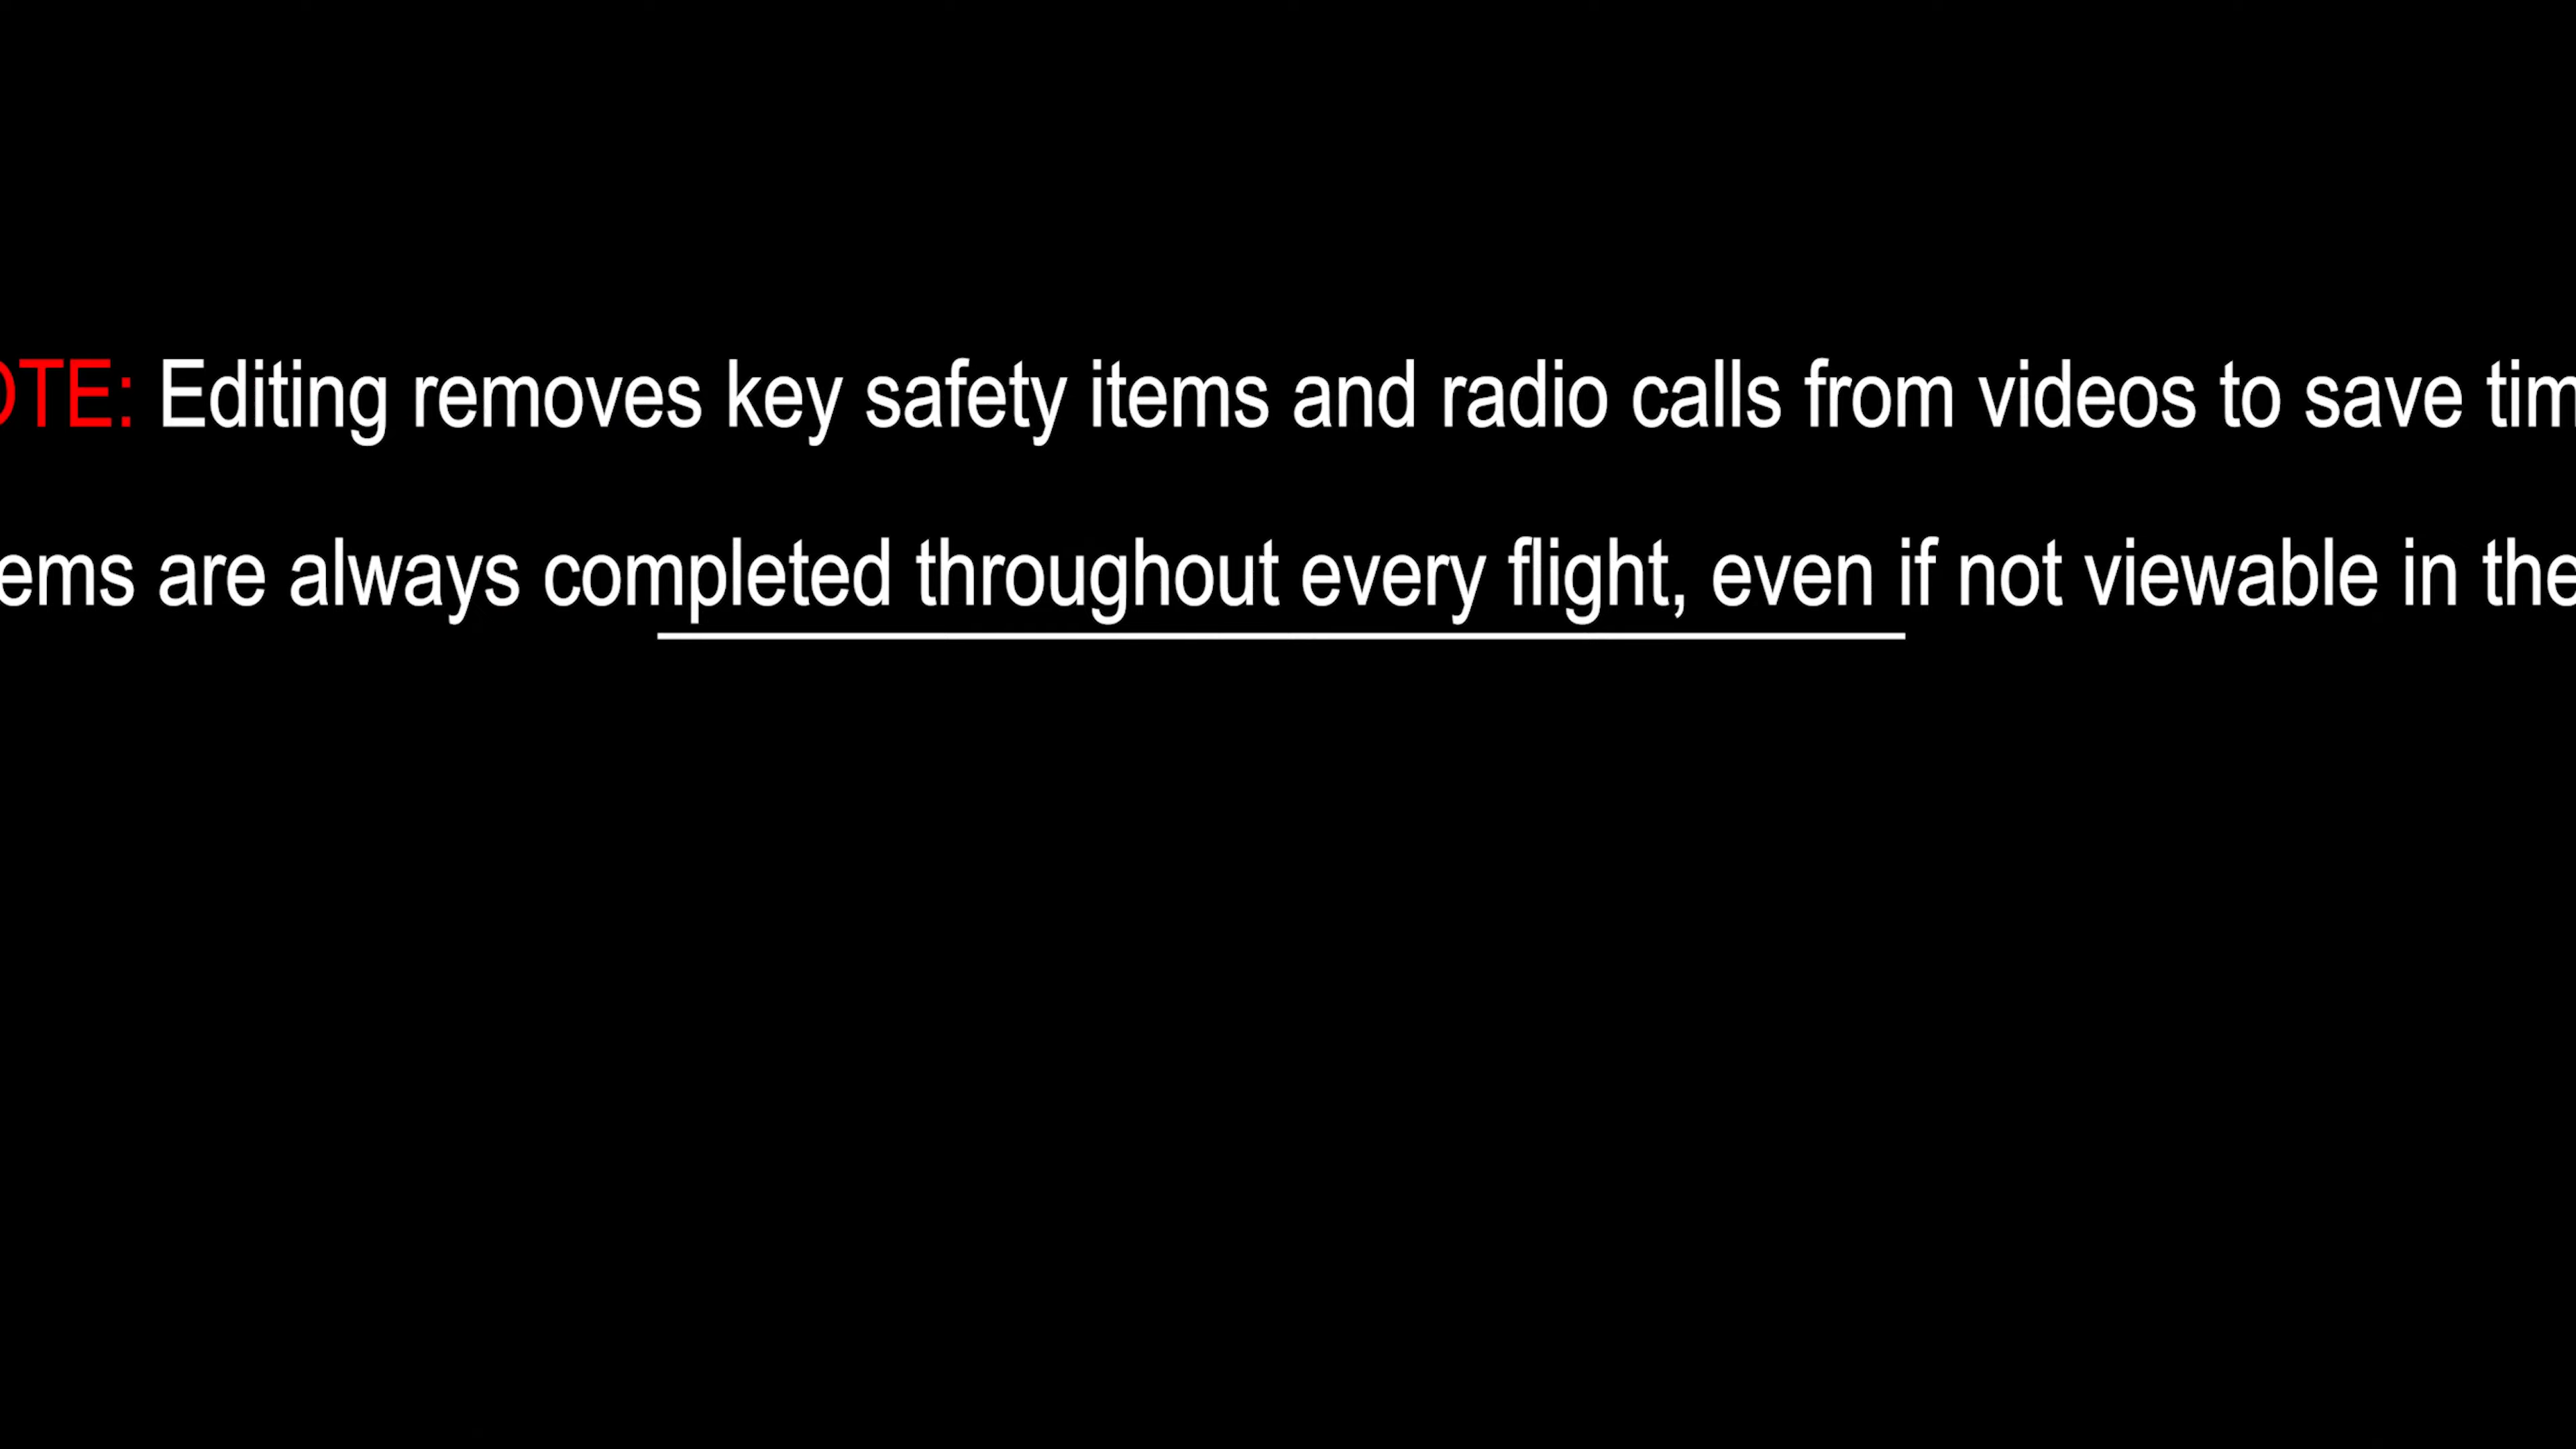 OTE: Editing removes key safety items and radio calls from videos to save tim
ems are always completed throughout every flight, even if not viewable in the